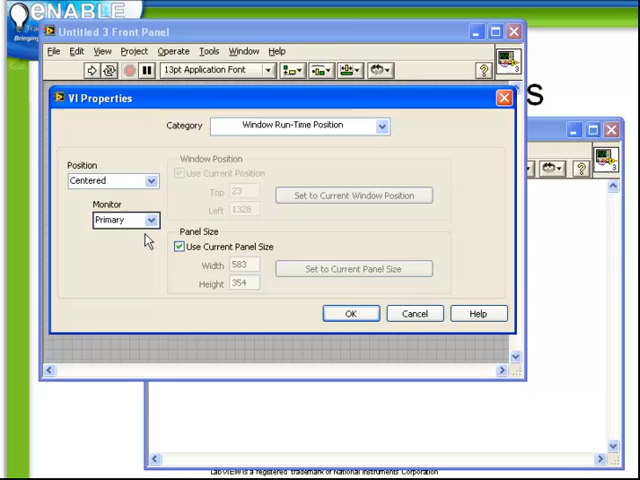 eNABLE
Bringing
Untitled 3 Front Panel
File Edit View Project Operate Tools Window Help
13pt Application Font
?
3
s
VI Properties
Category Window Run-Time Position
Position
Centered
Monitor
Primary
Window Position
Use Current Position
Top 23
Left 1328
Set to Current Window Position
Panel Size
Use Current Panel Size
Width 583
Height 354
Set to Current Panel Size
OK Cancel Help
?
3
LabVIEW is a registered trademark of National Instruments Corporation